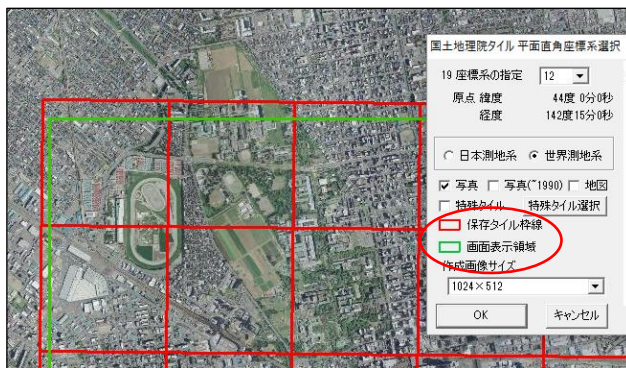 国土地理院タイル 平面直角座標系選択
19 座標系の指定 12
原点 緯度 44度 0分0秒
経度 142度15分0秒
日本測地系 世界測地系
写真 写真(~1990) 地図
特殊タイル 特殊タイル選択
保存タイル枠線
画面表示領域
作成画像サイズ
1024×512
OK キャンセル